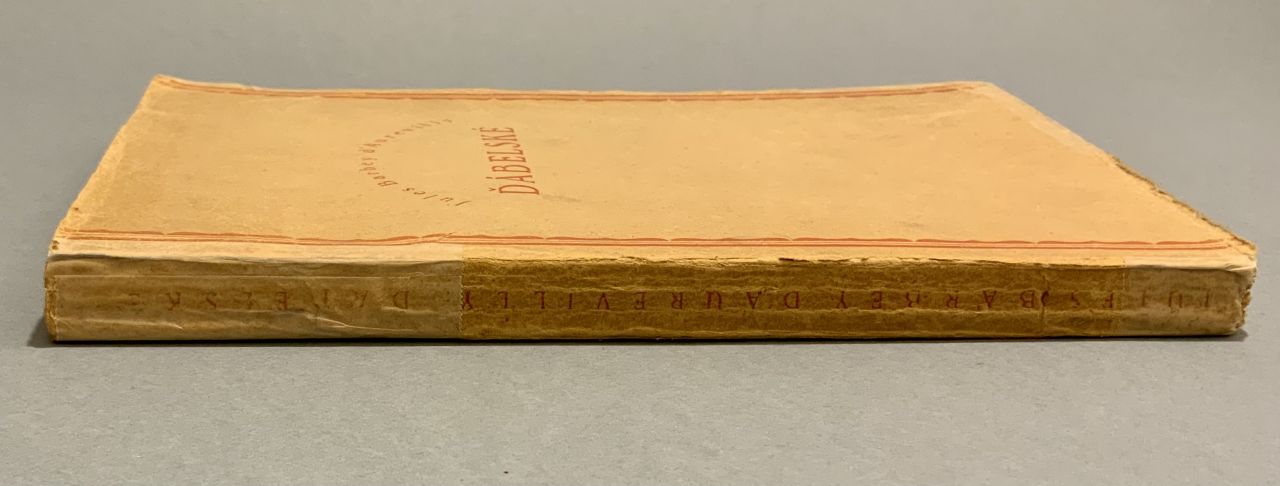 Jules Barbey d'Aurevilly
ĎÁBELSKÉ
JULES BARBEY D'AUREVILLY: ĎÁBELSKÉ